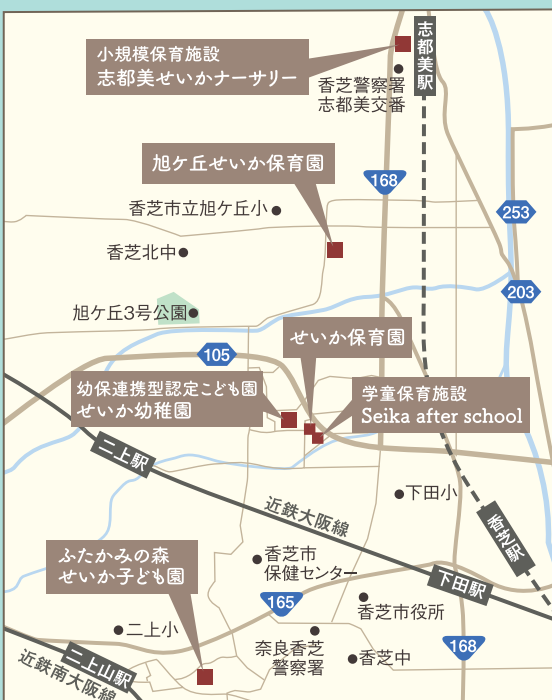 志都美駅
小規模保育施設
志都美せいかナーサリー
香芝警察署
志都美交番
旭ケ丘せいか保育園
168
香芝市立旭ケ丘小
253
香芝北中
203
旭ケ丘3号公園
せいか保育園
105
幼保連携型認定こども園
せいか幼稚園
学童保育施設
Seika after school
二上駅
下田小
近鉄大阪線
香芝駅
ふたかみの森
せいか子ども園
香芝市
保健センター
下田駅
165
香芝市役所
二上小
奈良香芝
警察署
香芝中
168
二上山駅
近鉄南大阪線